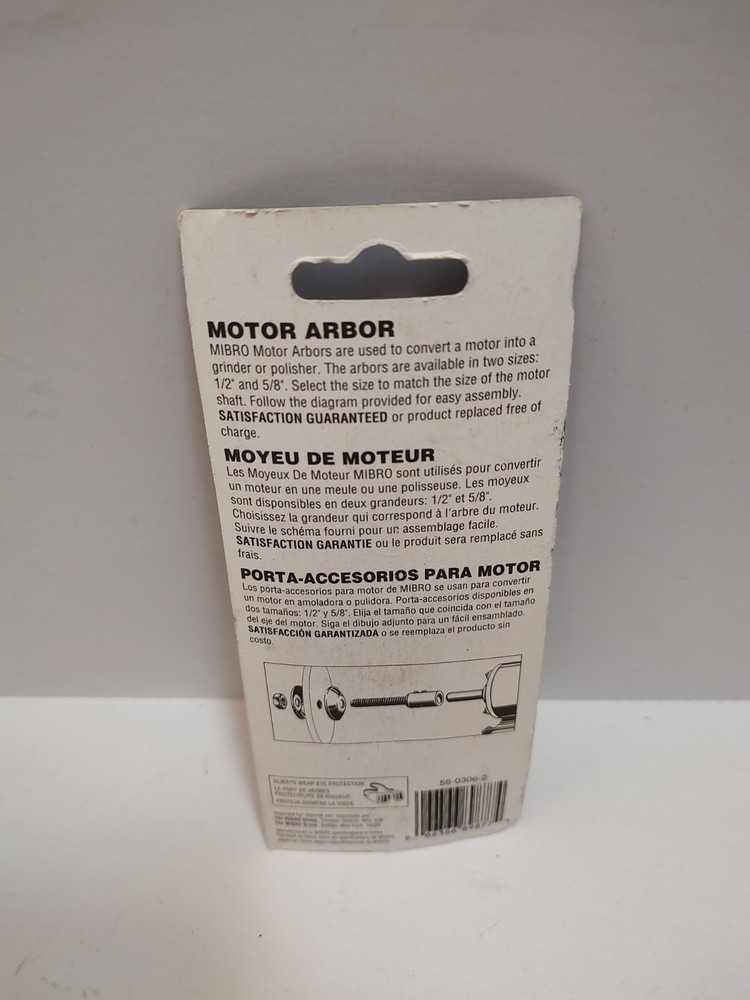 MOTOR ARBOR
MIBRO Motor Arbors are used to convert a motor into a
grinder or polisher. The arbors are available in two sizes:
1/2" and 5/8". Select the size to match the size of the motor
shaft. Follow the diagram provided for easy assembly.
SATISFACTION GUARANTEED or product replaced free of
charge.
MOYEU DE MOTEUR
Les Moyeux De Moteur MIBRO sont utilisés pour convertir
un moteur en une meule ou une polisseuse. Les moyeux
sont disponsibles en deux grandeurs: 1/2" et 5/8".
Choisissez la grandeur qui correspond à l'arbre du moteur.
Suivre le schéma fourni pour un assemblage facile.
SATISFACTION GARANTIE ou le produit sera remplacé sans
frais.
PORTA-ACCESORIOS PARA MOTOR
Los porta-accesorios para motor de MIBRO se usan para convertir
un motor en amoladora o pulidora. Porta-accesorios disponibles en
dos tamaños: 1/2" y 5/8". Elija el tamaño que coincida con el tamaño
del eje del motor. Siga el dibujo adjunto para un fácil ensamblado.
SATISFACCIÓN GARANTIZADA o se reemplaza el producto sin
costo.
ALWAYS WEAR EYE PROTECTION
LE PORT DE VERRES
PROTECTEURS DE RIGUEUR
56-0306-2